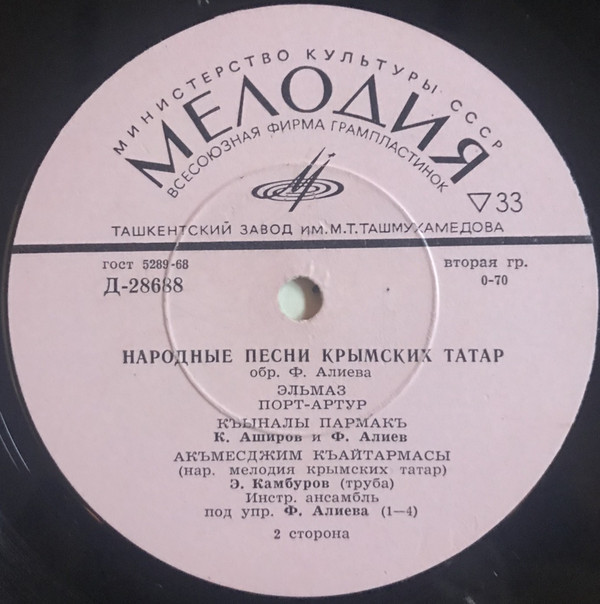 МИНИСТЕРСТВО КУЛЬТУРЫ СССР
МЕЛОДИЯ
ВСЕСОЮЗНАЯ ФИРМА ГРАМПЛАСТИНОК
33
ТАШКЕНТСКИЙ ЗАВОД ИМ. М.Т.ТАШМУХАМЕДОВА
гост 5289-68
вторая гр.
Д-28688
0-70
НАРОДНЫЕ ПЕСНИ КРЫМСКИХ ТАТАР
обр. Ф. Алиева
ЭЛЬМАЗ
ПОРТ-АРТУР
КЪЫНАЛЫ ПАРМАКЪ
К. Аширов и Ф. Алиев
АКЪМЕСДЖИМ КЪАЙТАРМАСЫ
(нар. мелодия крымских татар)
Э. Камбуров (труба)
Инстр. ансамбль
под упр. Ф. Алиева (1—4)
2 сторона